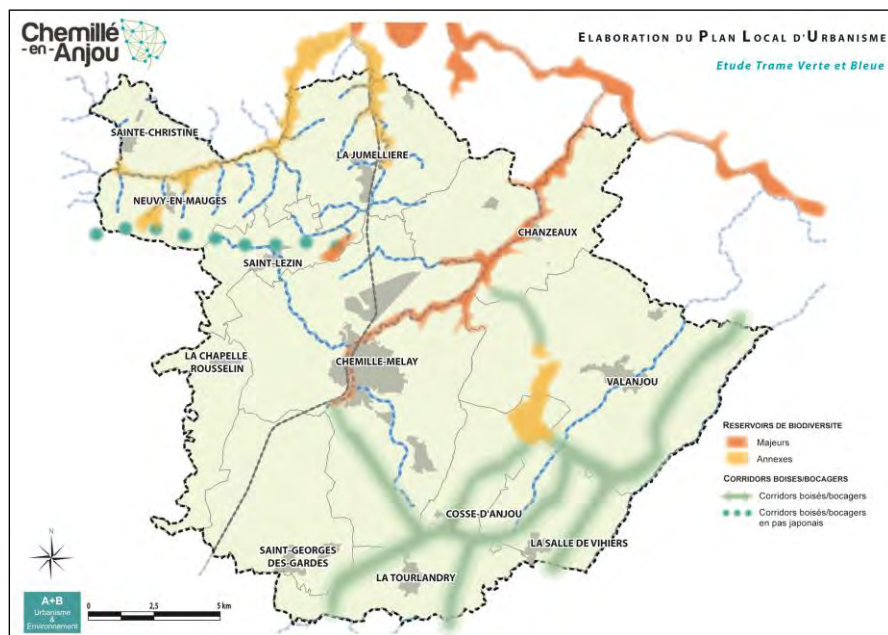 Chemillé
-en-
Anjou
ELABORATION DU PLAN LOCAL D'URBANISME
Etude Trame Verte et Bleue
SAINTE-CHRISTINE
LA JUMELLIERE
NEUVY-EN-MAUGES
CHANZEAUX
SAINT-LEZIN
LA CHAPELLE
ROUSSELIN
CHEMILLE-MELAY
VALANJOU
RESERVOIRS DE BIODIVERSITE
Majeurs
Annexes
CORRIDORS BOISES/BOCAGERS
Corridors boisés/bocagers
Corridors boisés/bocagers
en pas japonais
COSSE-D'ANJOU
LA SALLE DE VIHIERS
SAINT-GEORGES
DES-GARDES
LA TOURLANDRY
N
A+B
Urbanisme
&
Environnement
0 2,5 5 km